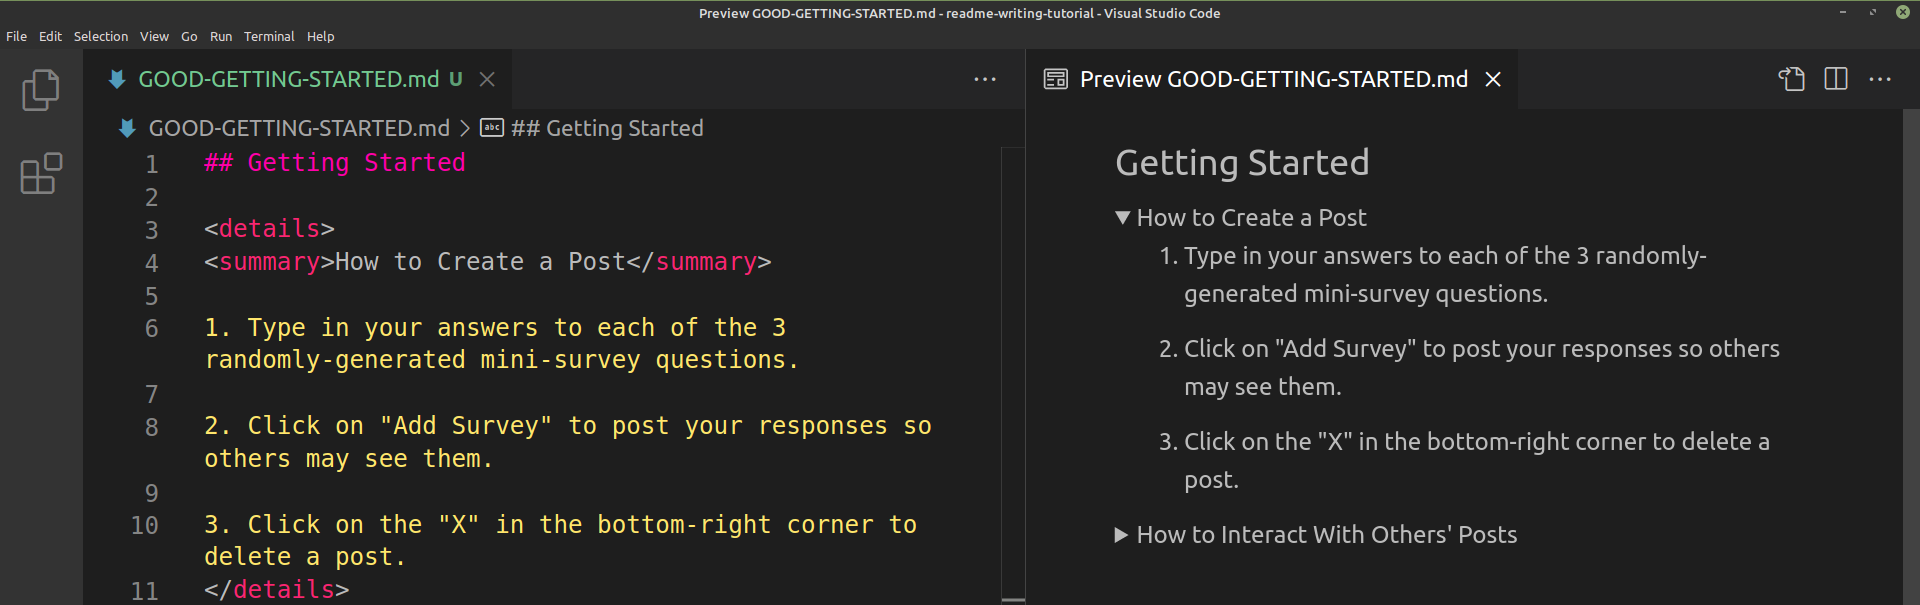 Preview GOOD-GETTING-STARTED.md - readme-writing-tutorial - Visual Studio Code
File Edit Selection View Go Run Terminal Help
GOOD-GETTING-STARTED.md U
GOOD-GETTING-STARTED.md > abc ## Getting Started
1 ## Getting Started
2
3 <details>
4 <summary>How to Create a Post</summary>
5
6 1. Type in your answers to each of the 3
randomly-generated mini-survey questions.
7
8 2. Click on "Add Survey" to post your responses so
others may see them.
9
10 3. Click on the "X" in the bottom-right corner to
delete a post.
11 </details>
Preview GOOD-GETTING-STARTED.md
Getting Started
How to Create a Post
1. Type in your answers to each of the 3 randomly-
generated mini-survey questions.
2. Click on "Add Survey" to post your responses so others
may see them.
3. Click on the "X" in the bottom-right corner to delete a
post.
How to Interact With Others' Posts